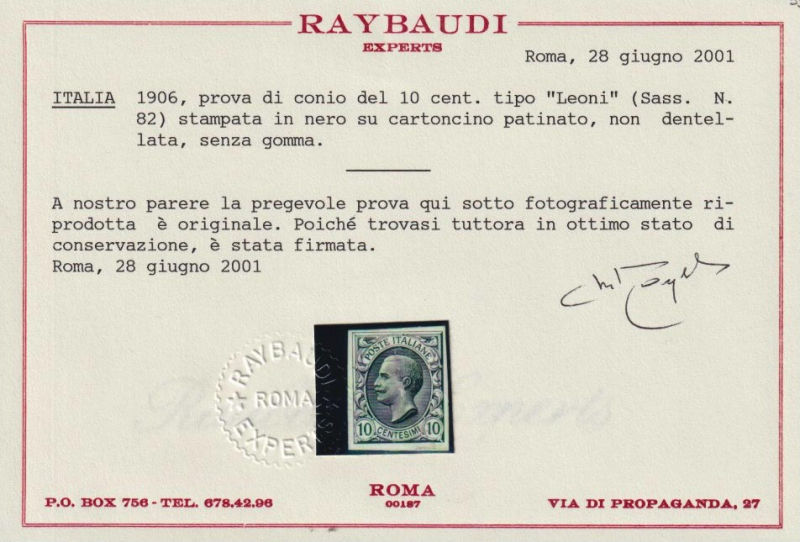 RAYBAUDI
EXPERTS
Roma, 28 giugno 2001
ITALIA 1906, prova di conio del 10 cent. tipo "Leoni" (Sass. N.
82) stampata in nero su cartoncino patinato, non dentel-
lata, senza gomma.
A nostro parere la pregevole prova qui sotto fotograficamente ri-
prodotta è originale. Poiché trovasi tuttora in ottimo stato di
conservazione, è stata firmata.
Roma, 28 giugno 2001
RAYBAUDI
ROMA
EXPERTS
POSTE ITALIANE
10 CENTESIMI 10
Experts
P.O. BOX 756 - TEL. 678.42.96
ROMA
00187
VIA DI PROPAGANDA, 27